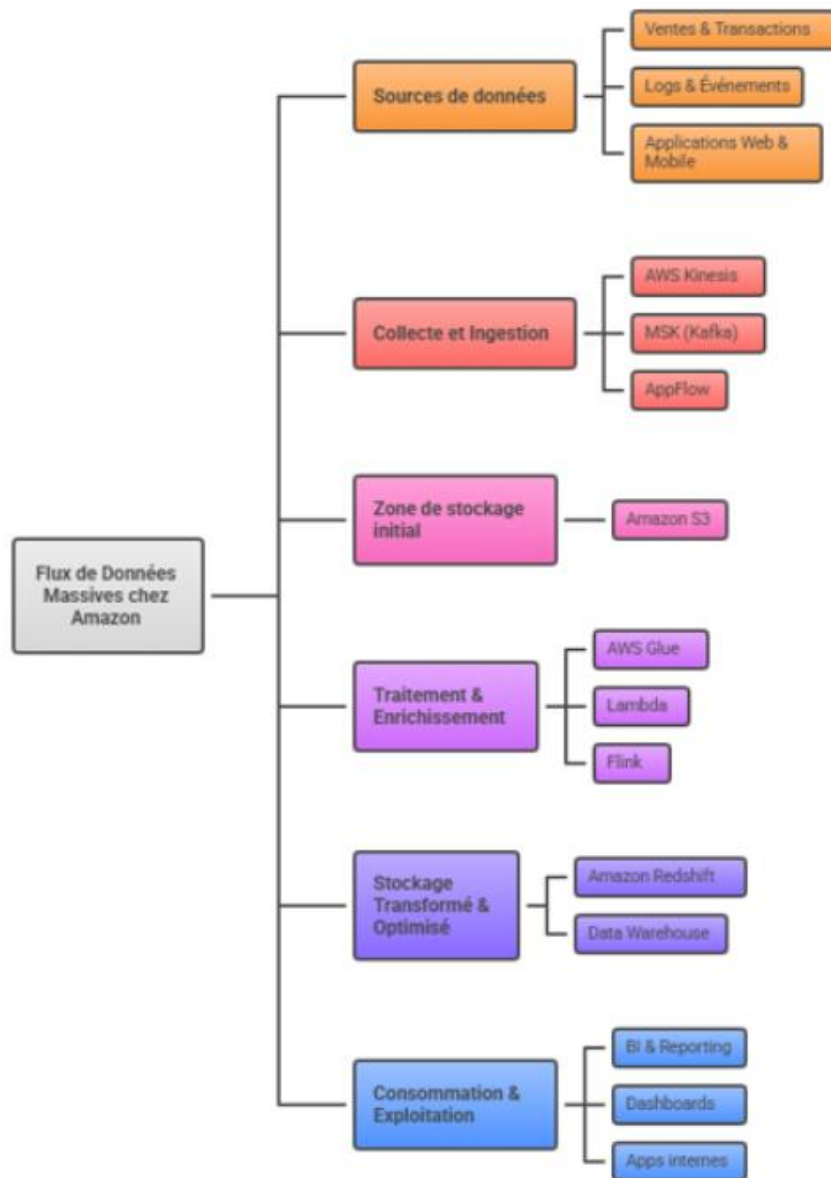 Ventes & Transactions
Sources de données
Logs & Événements
Applications Web &
Mobile
AWS Kinesis
Collecte et Ingestion
MSK (Kafka)
AppFlow
Zone de stockage
initial
Amazon S3
Flux de Données
Massives chez
Amazon
AWS Glue
Traitement &
Enrichissement
Lambda
Flink
Stockage
Transformé &
Optimisé
Amazon Redshift
Data Warehouse
BI & Reporting
Consommation &
Exploitation
Dashboards
Apps internes